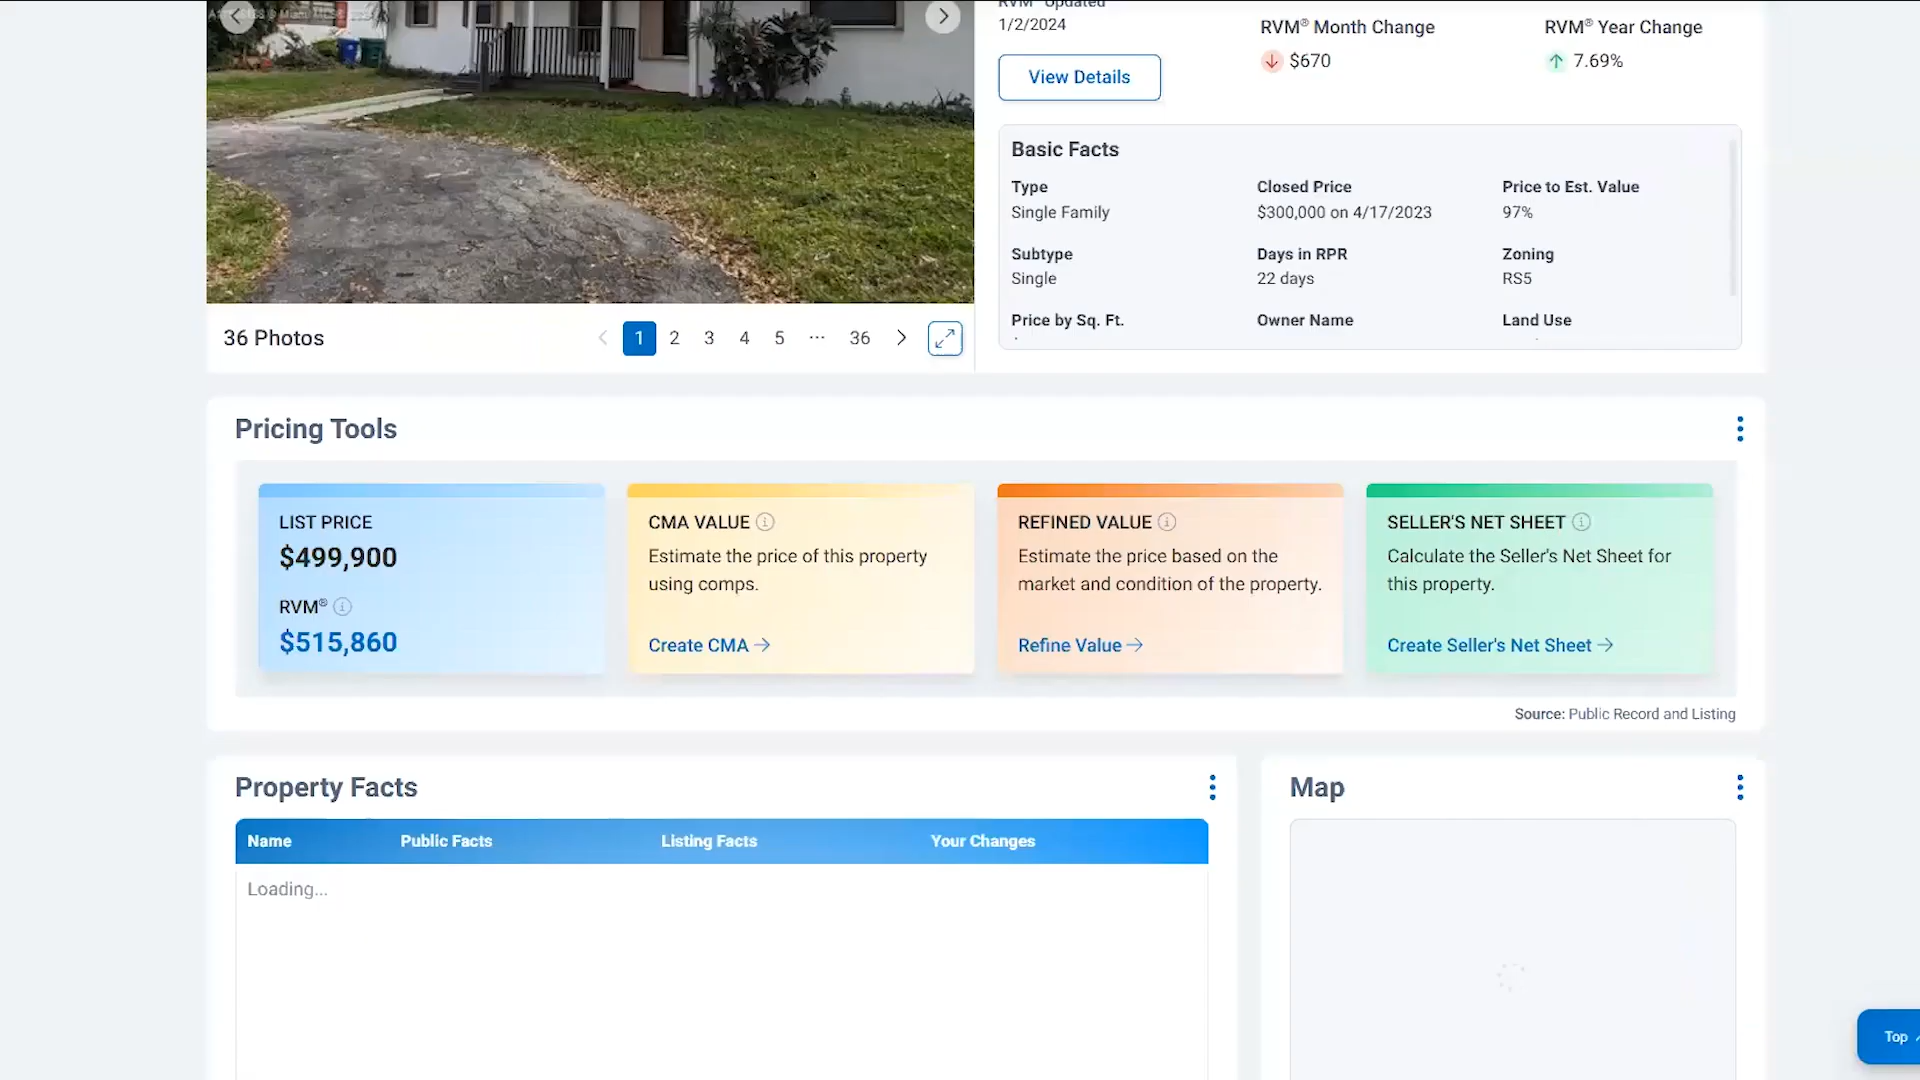 RVM® Updated
1/2/2024
RVM® Month Change
RVM® Year Change
$670
7.69%
View Details
Basic Facts
Type
Closed Price
Price to Est. Value
Single Family
$300,000 on 4/17/2023
97%
Subtype
Days in RPR
Zoning
Single
22 days
RS5
Price by Sq. Ft.
Owner Name
Land Use
36 Photos
1 2 3 4 5 ··· 36
Pricing Tools
LIST PRICE
$499,900
RVM®
$515,860
CMA VALUE
Estimate the price of this property
using comps.
Create CMA
REFINED VALUE
Estimate the price based on the
market and condition of the property.
Refine Value
SELLER'S NET SHEET
Calculate the Seller's Net Sheet for
this property.
Create Seller's Net Sheet
Source: Public Record and Listing
Property Facts
Map
Name Public Facts Listing Facts Your Changes
Loading...
Top